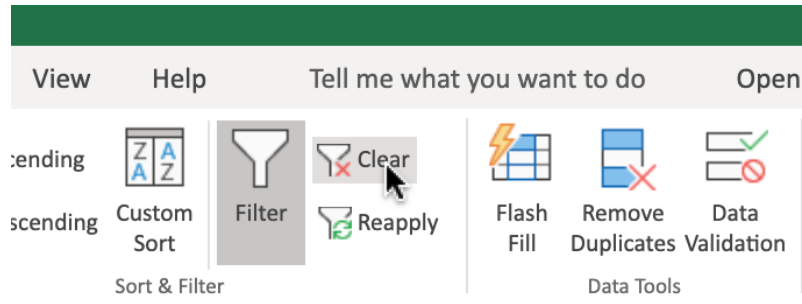 View Help Tell me what you want to do Open
cending
Z A
A Z
Custom
Sort
scending
Filter
Clear
Reapply
Sort & Filter
Flash
Fill
Remove
Duplicates
Data
Validation
Data Tools